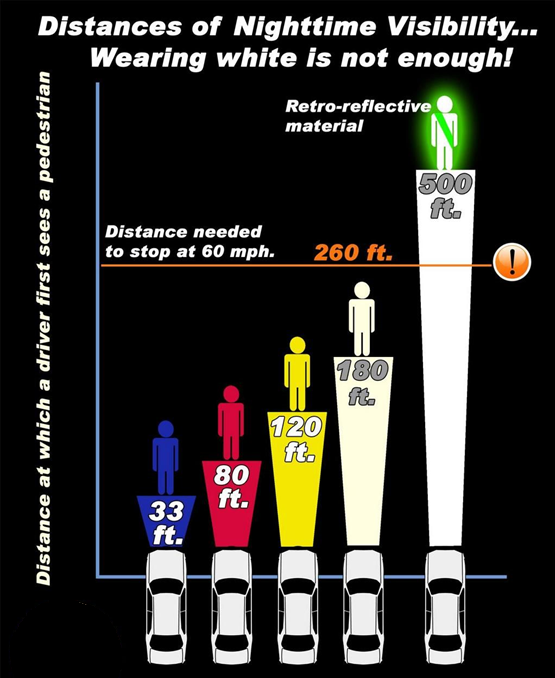 Distances of Nighttime Visibility...
Wearing white is not enough!
Distance at which a driver first sees a pedestrian
Retro-reflective
material
500
ft.
Distance needed
to stop at 60 mph.
260 ft.
!
180
ft.
120
ft.
80
ft.
33
ft.